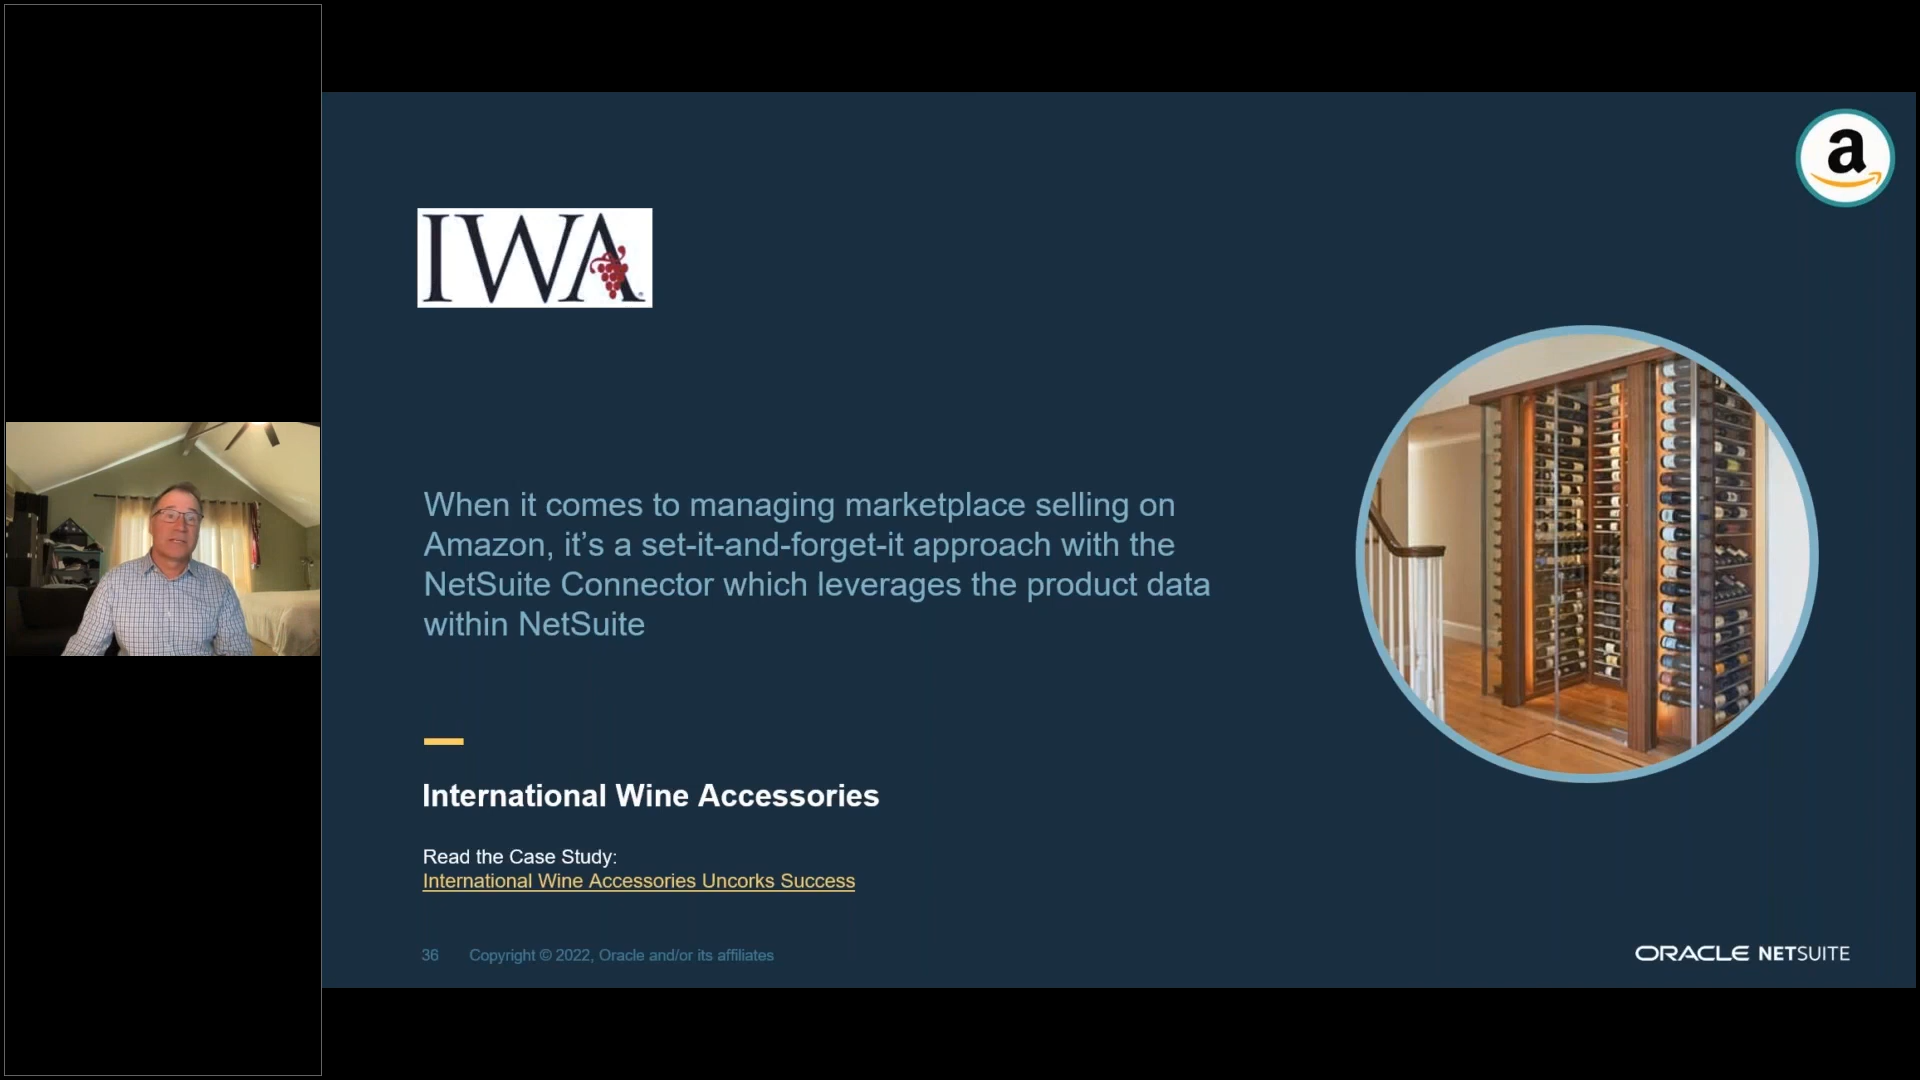 a
IWA
When it comes to managing marketplace selling on
Amazon, it’s a set-it-and-forget-it approach with the
NetSuite Connector which leverages the product data
within NetSuite
International Wine Accessories
Read the Case Study:
International Wine Accessories Uncorks Success
36 Copyright © 2022, Oracle and/or its affiliates
ORACLE NETSUITE